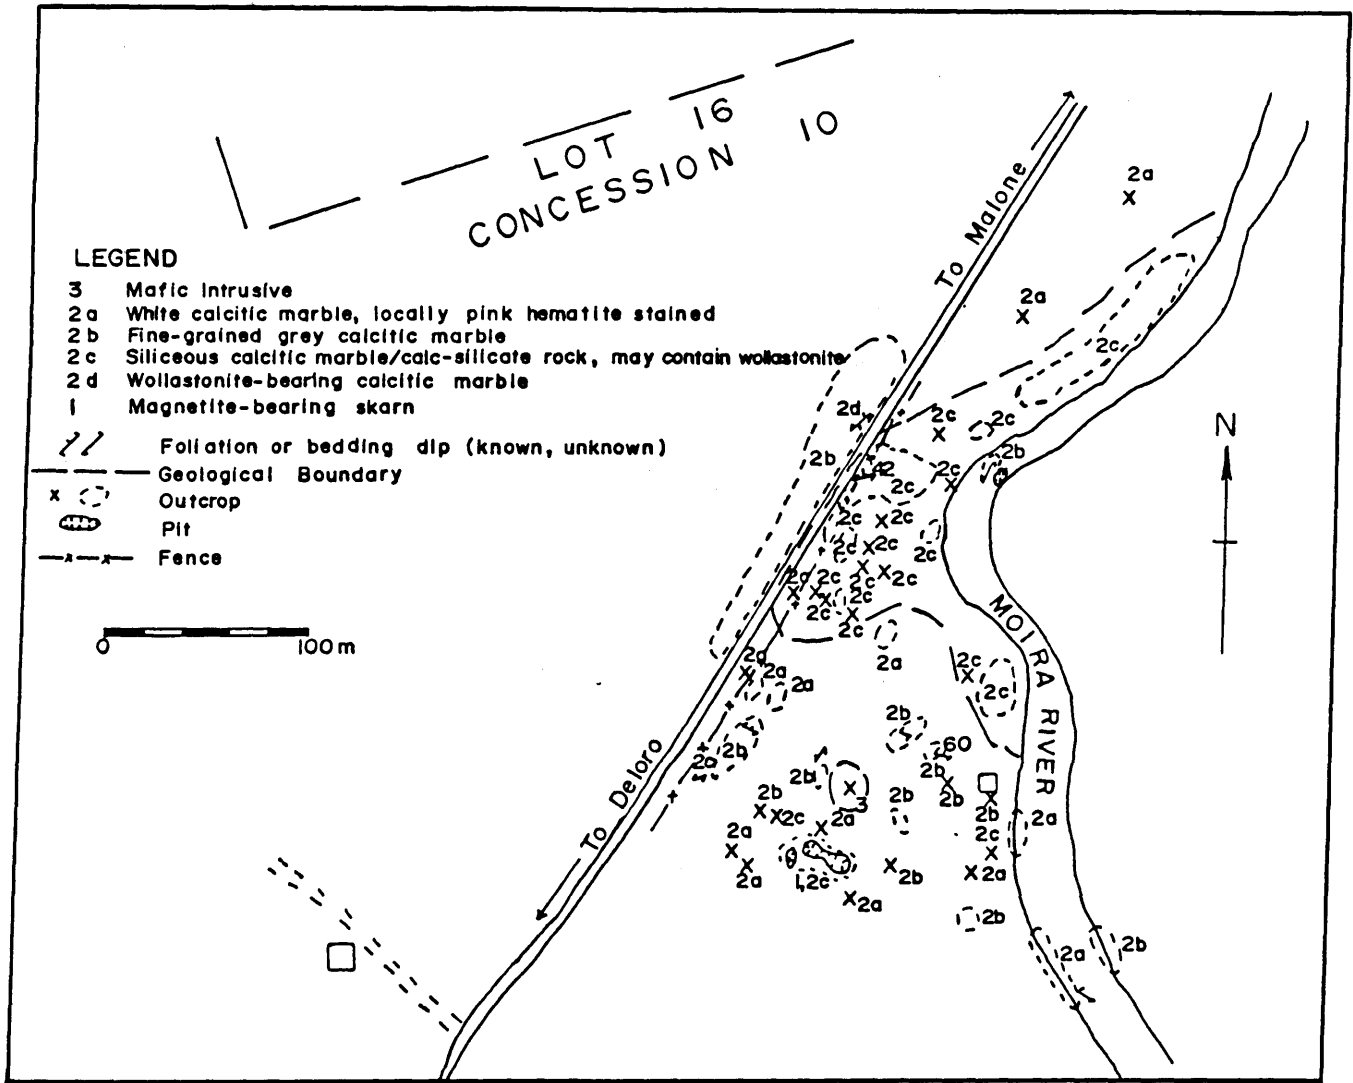 LOT 16
CONCESSION 10
To Malone
2a
2a
2c
LEGEND
3 Mafic Intrusive
2a White calcitic marble, locally pink hematite stained
2b Fine-grained grey calcitic marble
2c Siliceous calcitic marble/calc-silicate rock, may contain wollastonite
2d Wollastonite-bearing calcitic marble
1 Magnetite-bearing skarn
Foliation or bedding dip (known, unknown)
Geological Boundary
x Outcrop
Pit
Fence
0 100 m
N
2d
2c
2c
2b
2b
42
2c
2c
2c
2c
2c
2c
2c
2c
2c
2c
2c
2c
2c
MOIRA RIVER
2a
2c
2c
2a
2a
2b
2b
60
2b
2b
2b
2b
2b
2c
3
2a
2b
2c
2a
2a
2a
1,2c
2a
2b
2a
2b
2a
2b
To Deloro